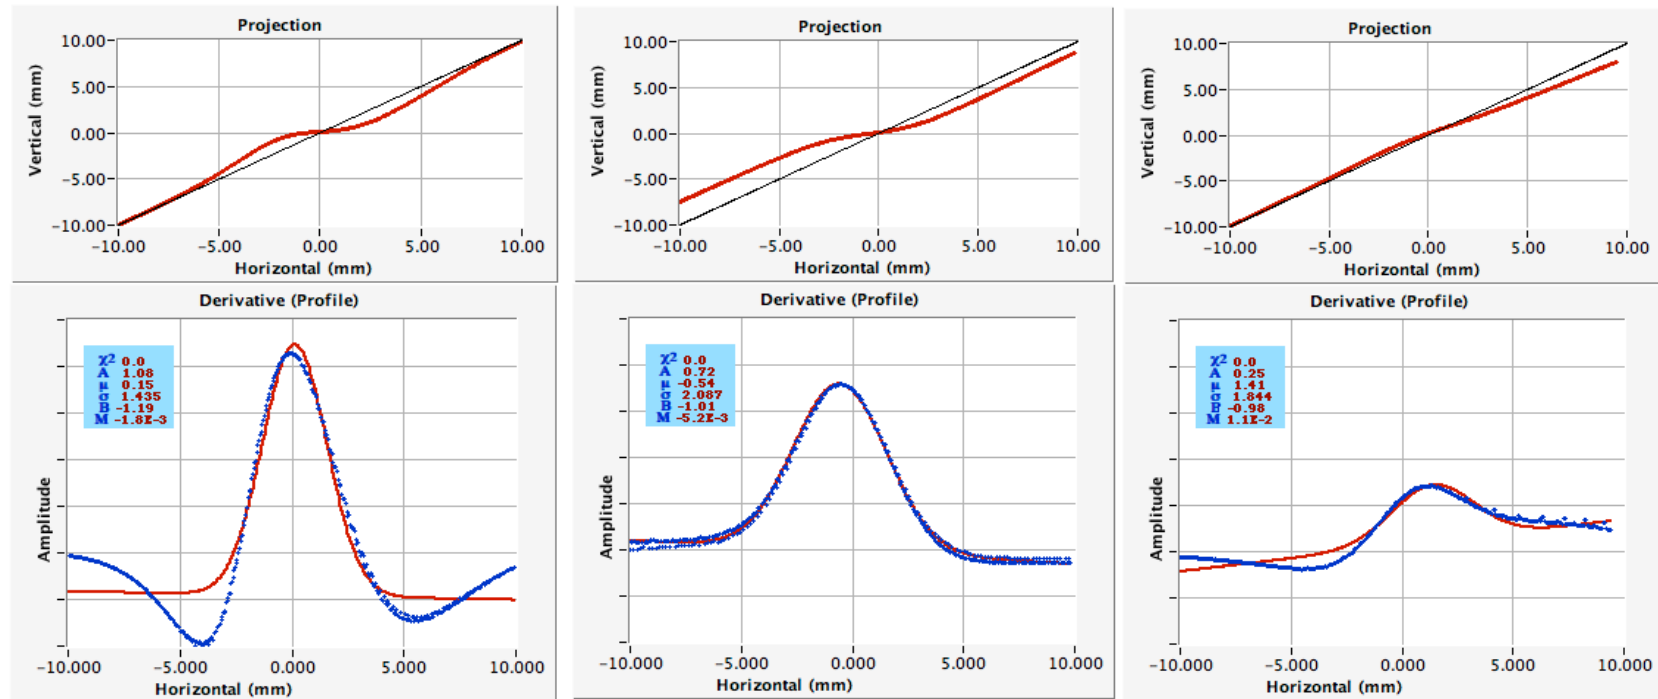 Projection
10.00
5.00
0.00
-5.00
-10.00
Vertical (mm)
-10.00 -5.00 0.00 5.00 10.00
Horizontal (mm)
Projection
10.00
5.00
0.00
-5.00
-10.00
Vertical (mm)
-10.00 -5.00 0.00 5.00 10.00
Horizontal (mm)
Projection
10.00
5.00
0.00
-5.00
-10.00
Vertical (mm)
-10.00 -5.00 0.00 5.00 10.00
Horizontal (mm)
Derivative (Profile)
χ2 0.0
A 1.08
μ 0.15
σ 1.435
B -1.19
M -1.8E-3
Amplitude
-10.000 -5.000 0.000 5.000 10.000
Horizontal (mm)
Derivative (Profile)
χ2 0.0
A 0.72
μ -0.54
σ 2.087
B -1.01
M -5.2E-3
Amplitude
-10.000 -5.000 0.000 5.000 10.000
Horizontal (mm)
Derivative (Profile)
χ2 0.0
A 0.25
μ 1.41
σ 1.844
B -0.98
M 1.1E-2
Amplitude
-10.000 -5.000 0.000 5.000 10.000
Horizontal (mm)